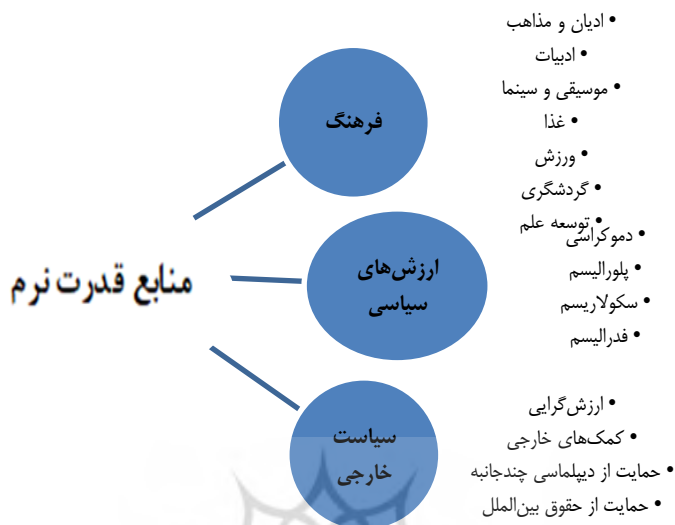 منابع قدرت نرم
فرهنگ
• ادیان و مذاهب
• ادبیات
• موسیقی و سینما
• غذا
• ورزش
• گردشگری
• توسعه علم
ارزش‌های
سیاسی
• دموکراسی
• پلورالیسم
• سکولاریسم
• فدرالیسم
سیاست
خارجی
• ارزش‌گرایی
• کمک‌های خارجی
• حمایت از دیپلماسی چندجانبه
• حمایت از حقوق بین‌الملل